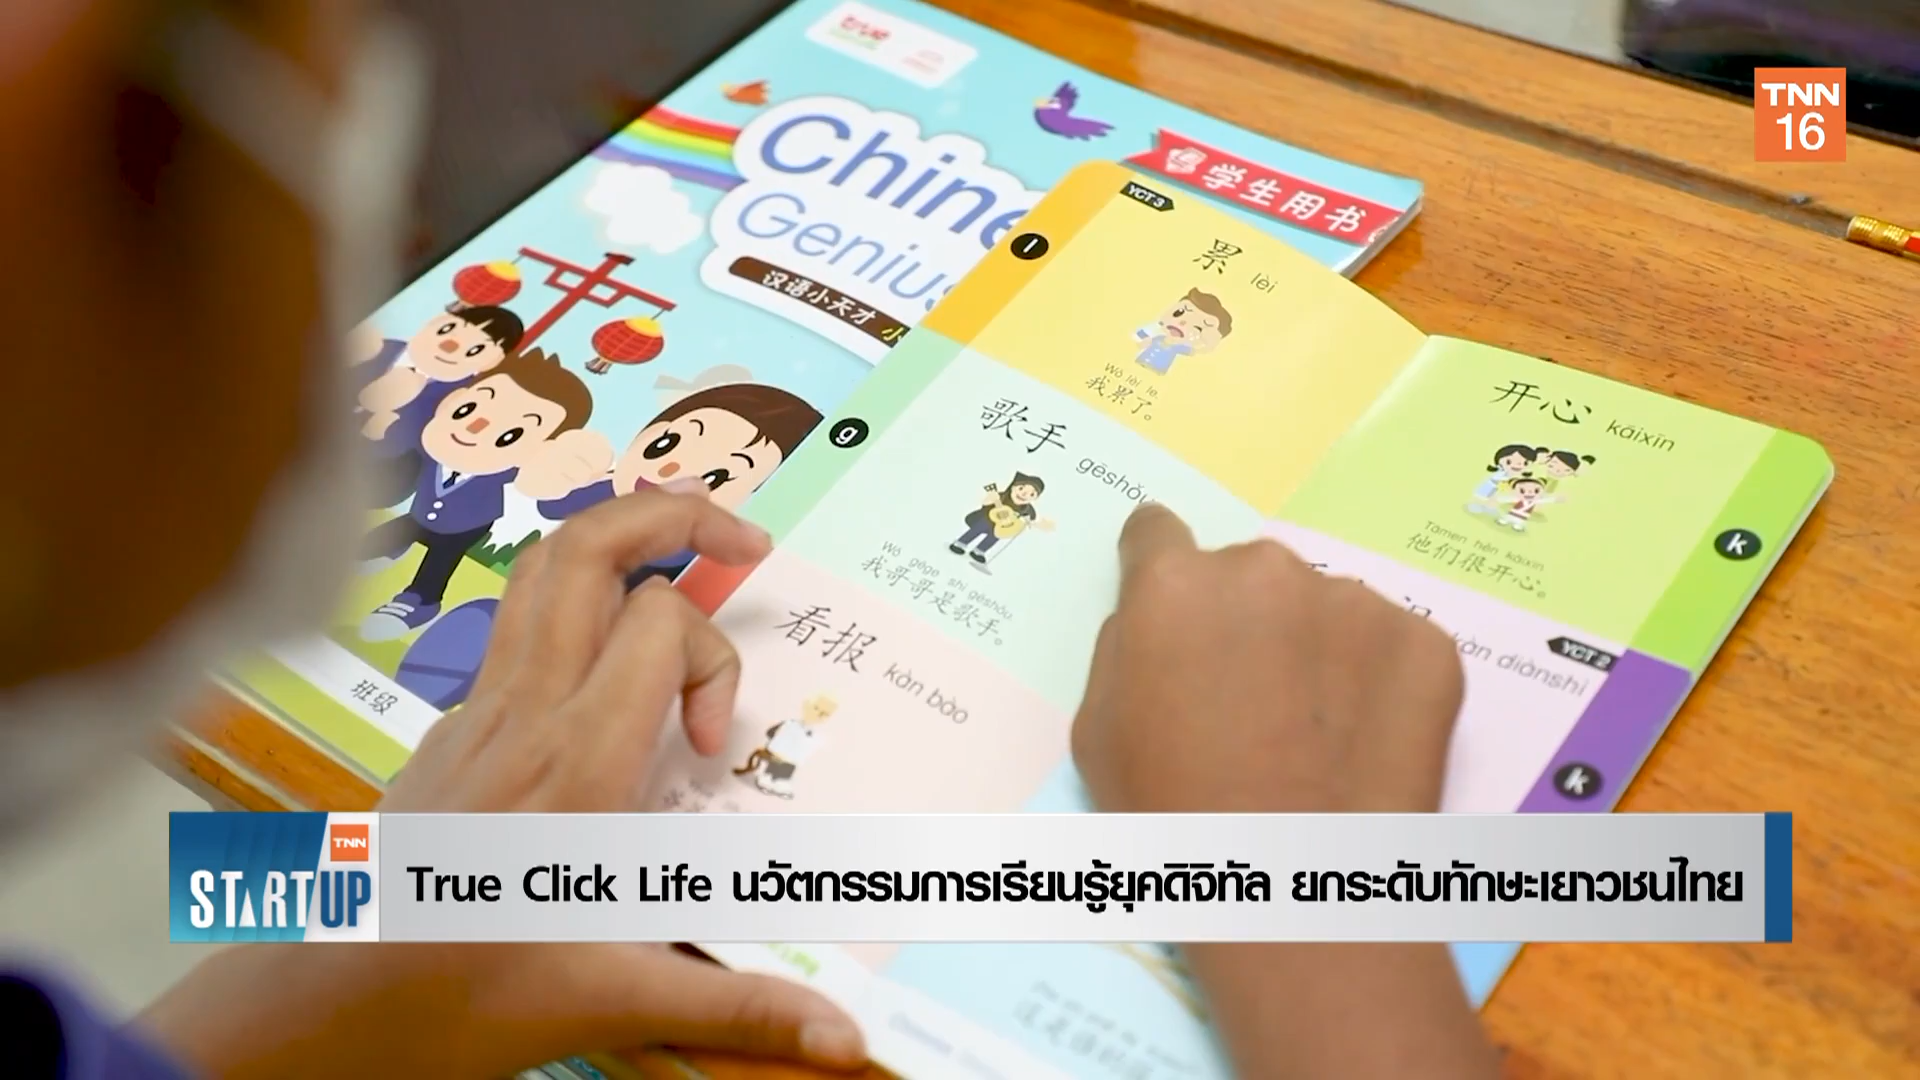 true
TNN
16
Chine
Genius
汉语小天才 小
学生用书
YCT 3
l
累 lèi
Wǒ lèi le.
我累了。
g
歌手 gēshǒu
Wǒ gēge shì gēshǒu.
我哥哥是歌手。
开心 kāixīn
Tāmen hěn kāixīn
他们很开心。
k
看报 kàn bào
YCT 2
kàn diànshì
k
班级
TNN
STARTUP
True Click Life นวัตกรรมการเรียนรู้ยุคดิจิทัล ยกระดับทักษะเยาวชนไทย